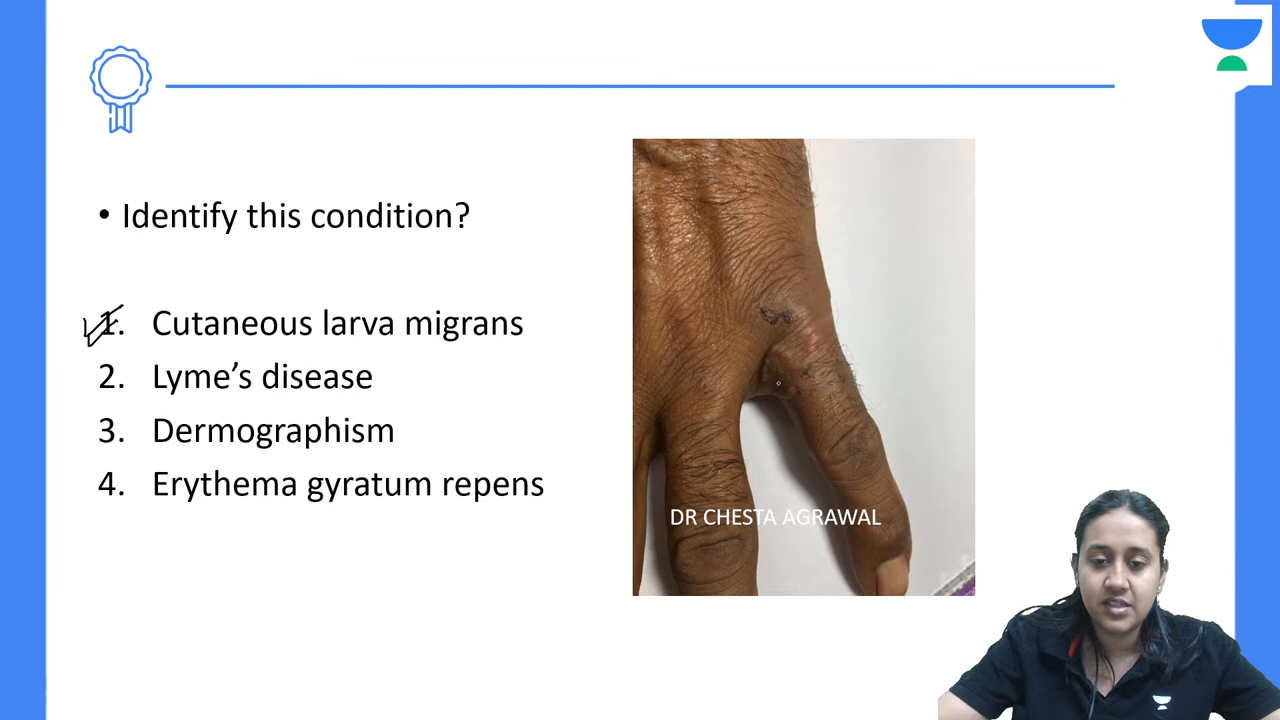 • Identify this condition?
1. Cutaneous larva migrans
2. Lyme’s disease
3. Dermographism
4. Erythema gyratum repens
DR CHESTA AGRAWAL